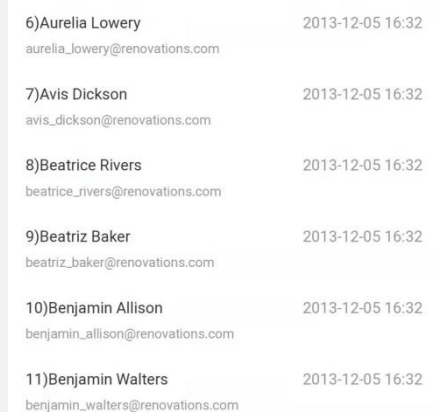 6)Aurelia Lowery 2013-12-05 16:32
aurelia_lowery@renovations.com
7)Avis Dickson 2013-12-05 16:32
avis_dickson@renovations.com
8)Beatrice Rivers 2013-12-05 16:32
beatrice_rivers@renovations.com
9)Beatriz Baker 2013-12-05 16:32
beatriz_baker@renovations.com
10)Benjamin Allison 2013-12-05 16:32
benjamin_allison@renovations.com
11)Benjamin Walters 2013-12-05 16:32
benjamin_walters@renovations.com